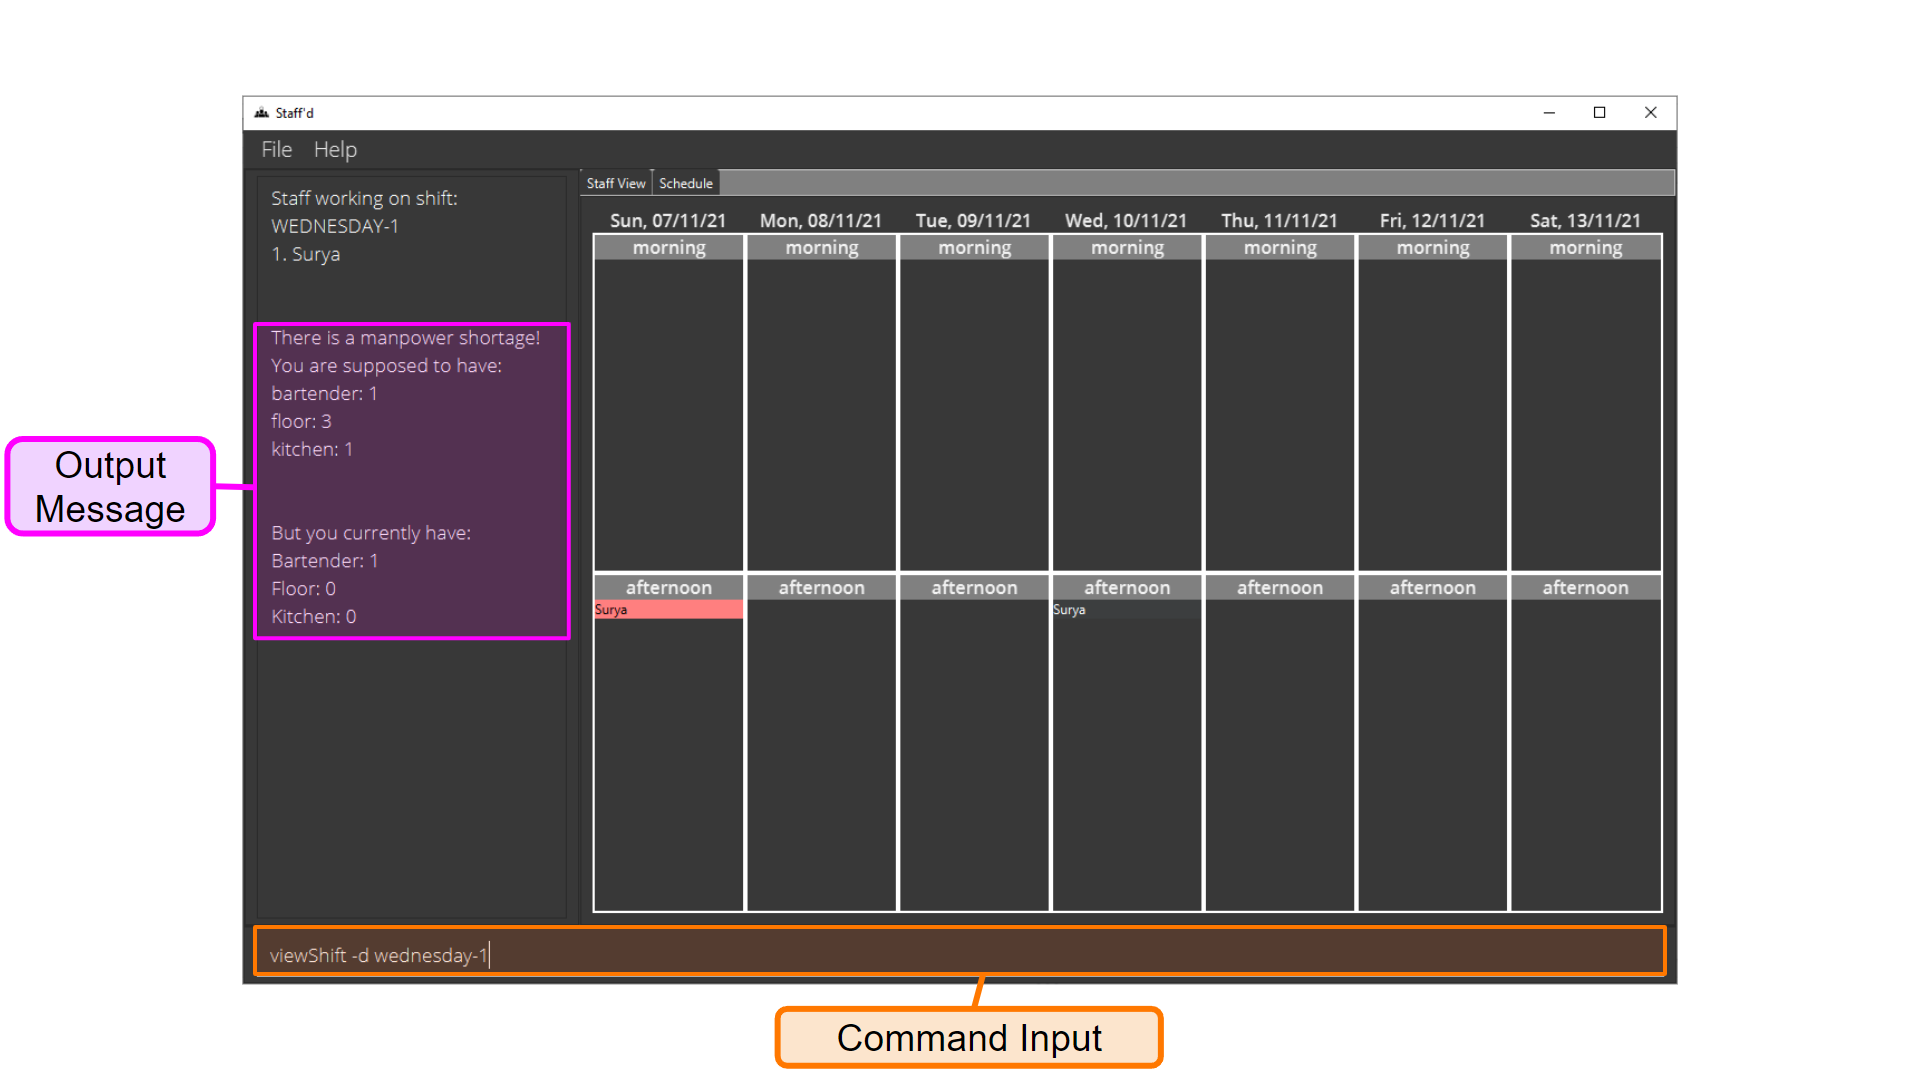 Staff'd
File Help
Staff working on shift:
WEDNESDAY-1
1. Surya
There is a manpower shortage!
You are supposed to have:
bartender: 1
floor: 3
kitchen: 1
But you currently have:
Bartender: 1
Floor: 0
Kitchen: 0
Output
Message
Staff View Schedule
Sun, 07/11/21 Mon, 08/11/21 Tue, 09/11/21 Wed, 10/11/21 Thu, 11/11/21 Fri, 12/11/21 Sat, 13/11/21
morning morning morning morning morning morning morning
afternoon afternoon afternoon afternoon afternoon afternoon afternoon
Surya Surya
viewShift -d wednesday-1
Command Input